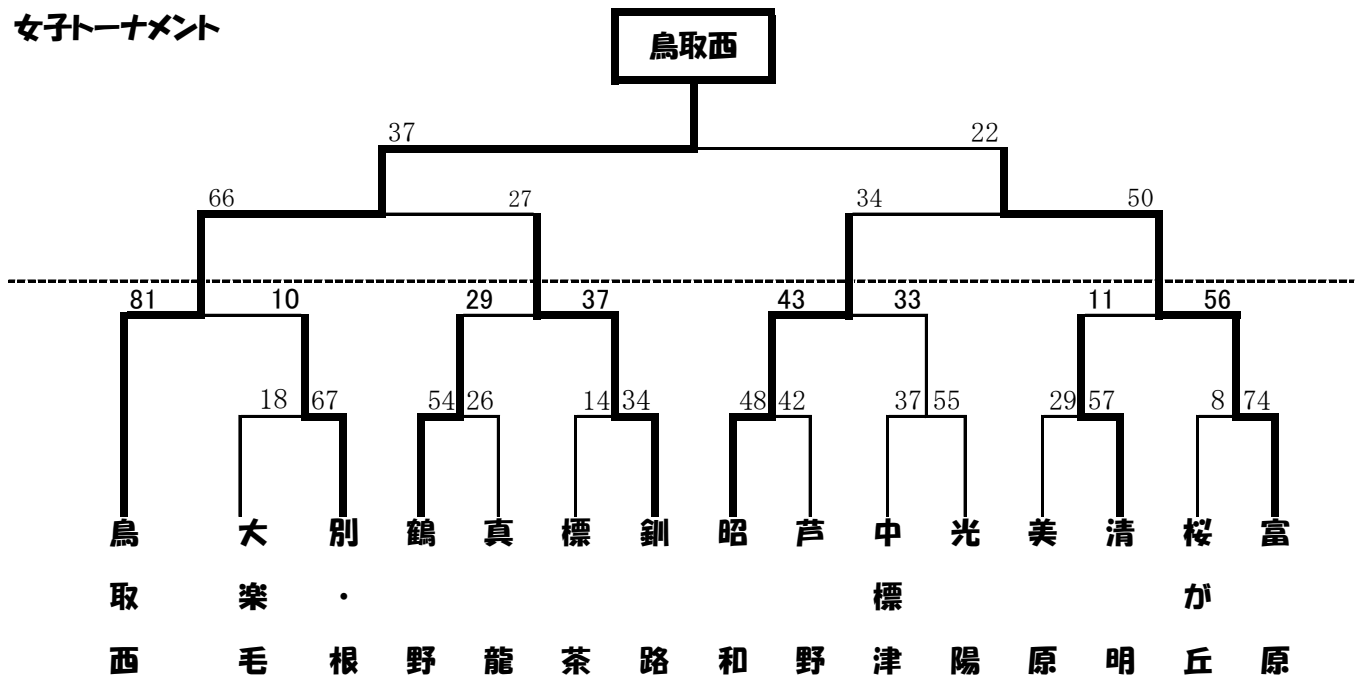 女子トーナメント
鳥取西
37 22
66 27 34 50
81 10 29 37 43 33 11 56
18 67 54 26 14 34 48 42 37 55 29 57 8 74
鳥取西
大楽毛
別・根
鶴野
真龍
標茶
釧路
昭和
芦野
中標津
光陽
美原
清明
桜が丘
富原